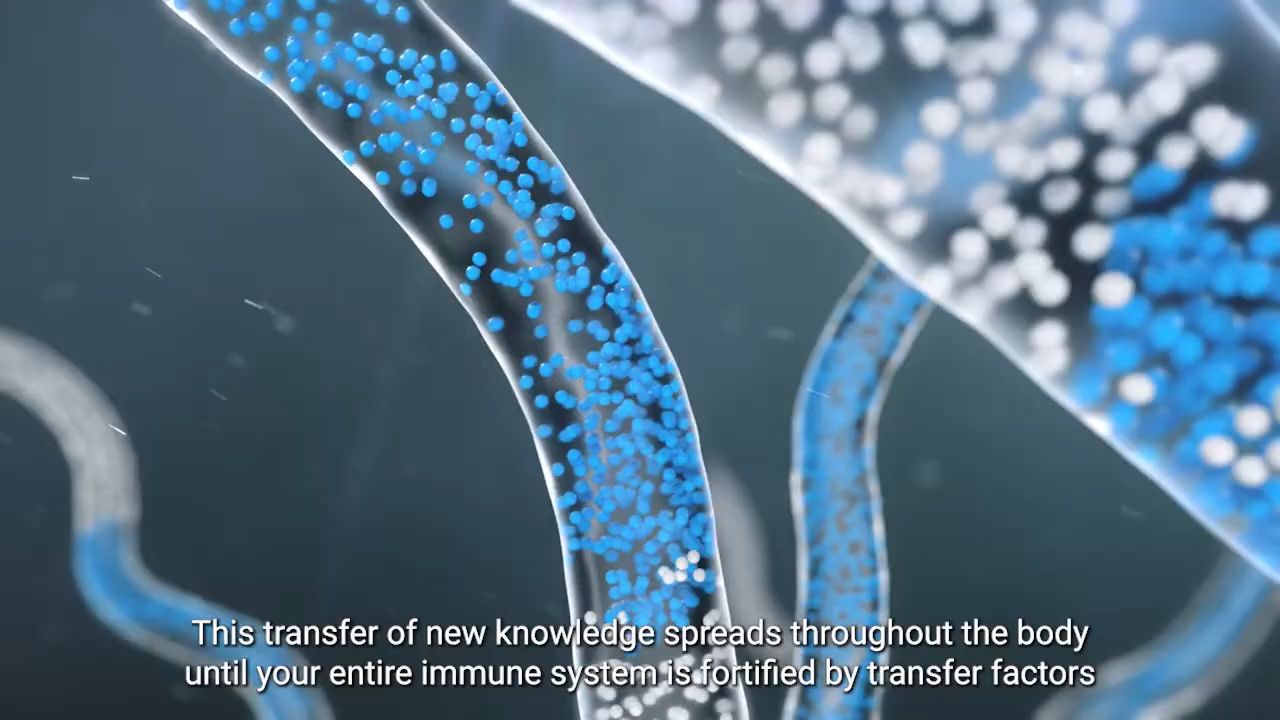 This transfer of new knowledge spreads throughout the body
until your entire immune system is fortified by transfer factors